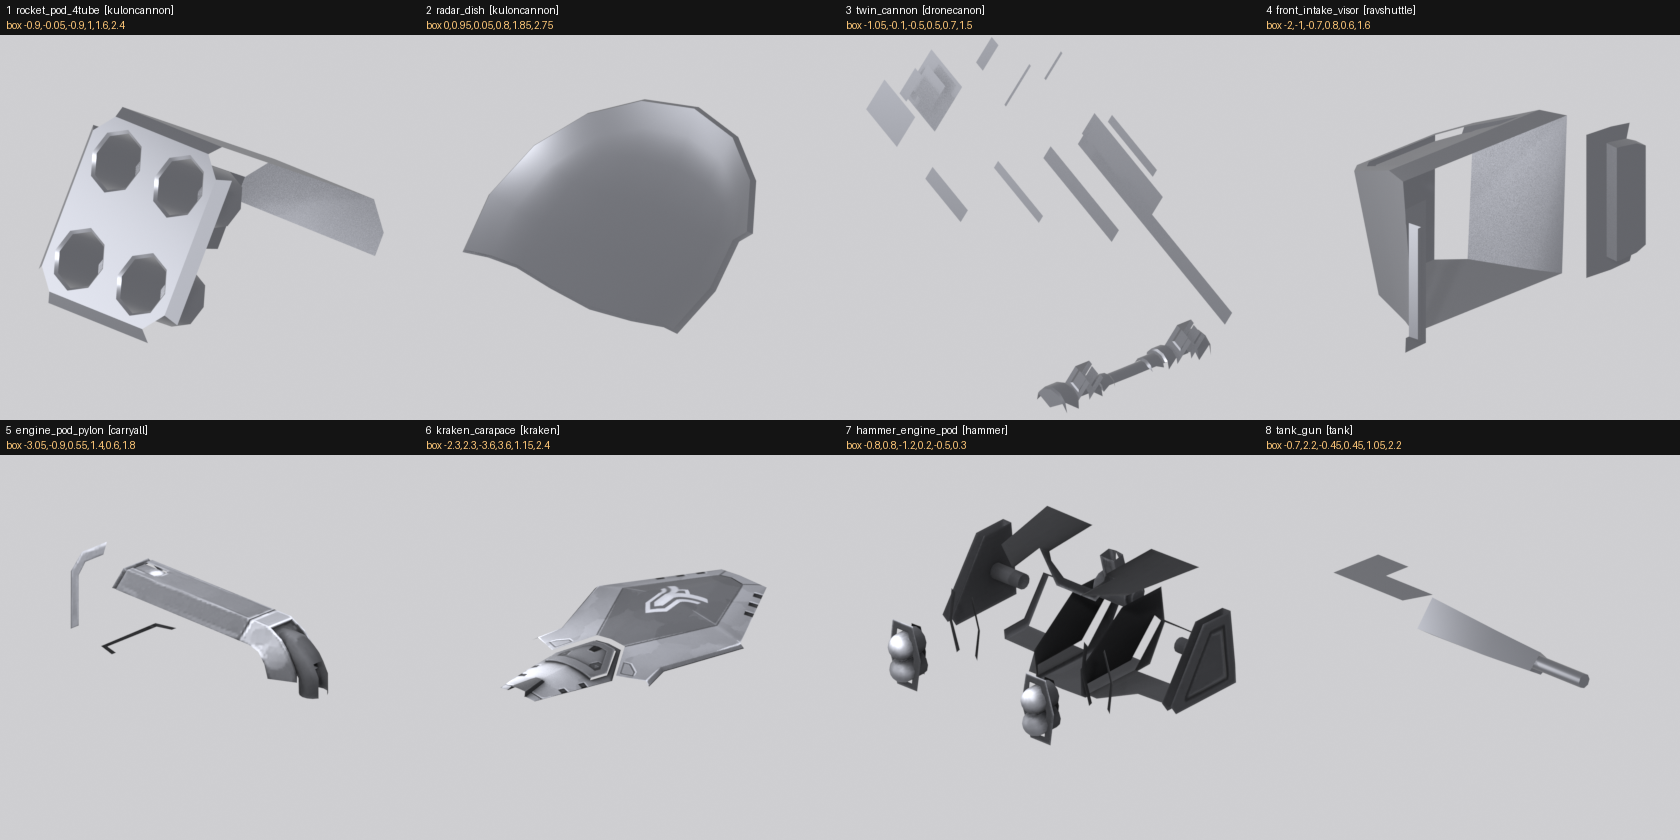 1 rocket_pod_4tube [kuloncannon]
box -0.9,-0.05,-0.9,1,1.6,2.4
2 radar_dish [kuloncannon]
box 0,0.95,0.05,0.8,1.85,2.75
3 twin_cannon [dronecanon]
box -1.05,-0.1,-0.5,0.5,0.7,1.5
4 front_intake_visor [ravshuttle]
box -2,-1,-0.7,0.8,0.6,1.6
5 engine_pod_pylon [carryall]
box -3.05,-0.9,0.55,1.4,0.6,1.8
6 kraken_carapace [kraken]
box -2.3,2.3,-3.6,3.6,1.15,2.4
7 hammer_engine_pod [hammer]
box -0.8,0.8,-1.2,0.2,-0.5,0.3
8 tank_gun [tank]
box -0.7,2.2,-0.45,0.45,1.05,2.2